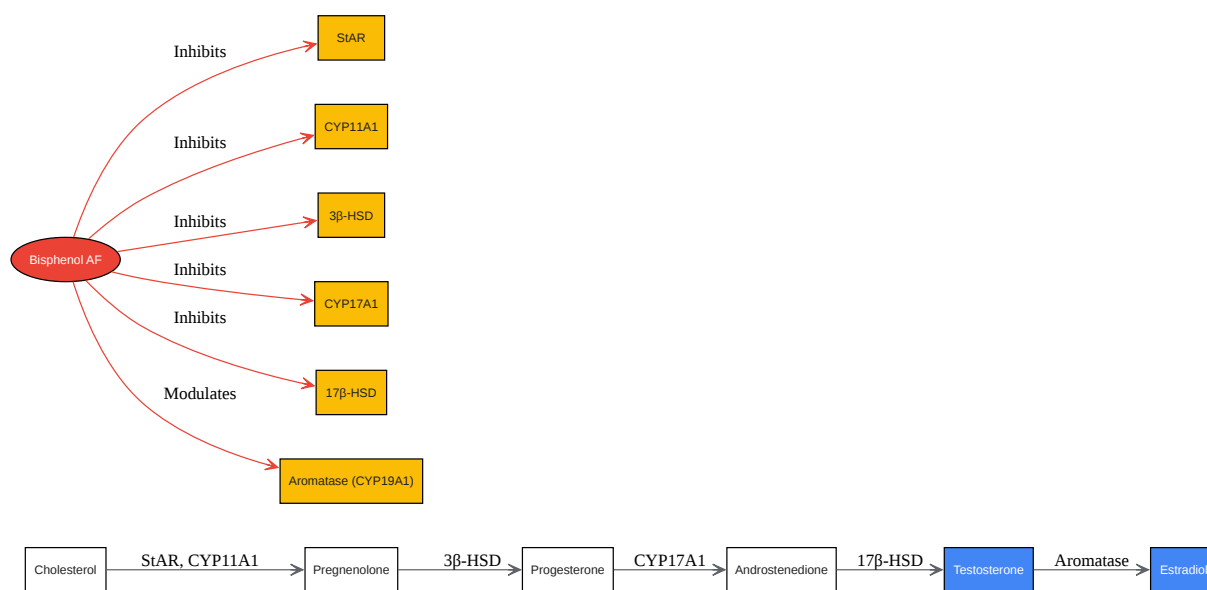 StAR
Inhibits
CYP11A1
Inhibits
3β-HSD
Inhibits
Bisphenol AF
Inhibits
CYP17A1
Inhibits
17β-HSD
Modulates
Aromatase (CYP19A1)
Cholesterol
StAR, CYP11A1
Pregnenolone
3β-HSD
Progesterone
CYP17A1
Androstenedione
17β-HSD
Testosterone
Aromatase
Estradiol